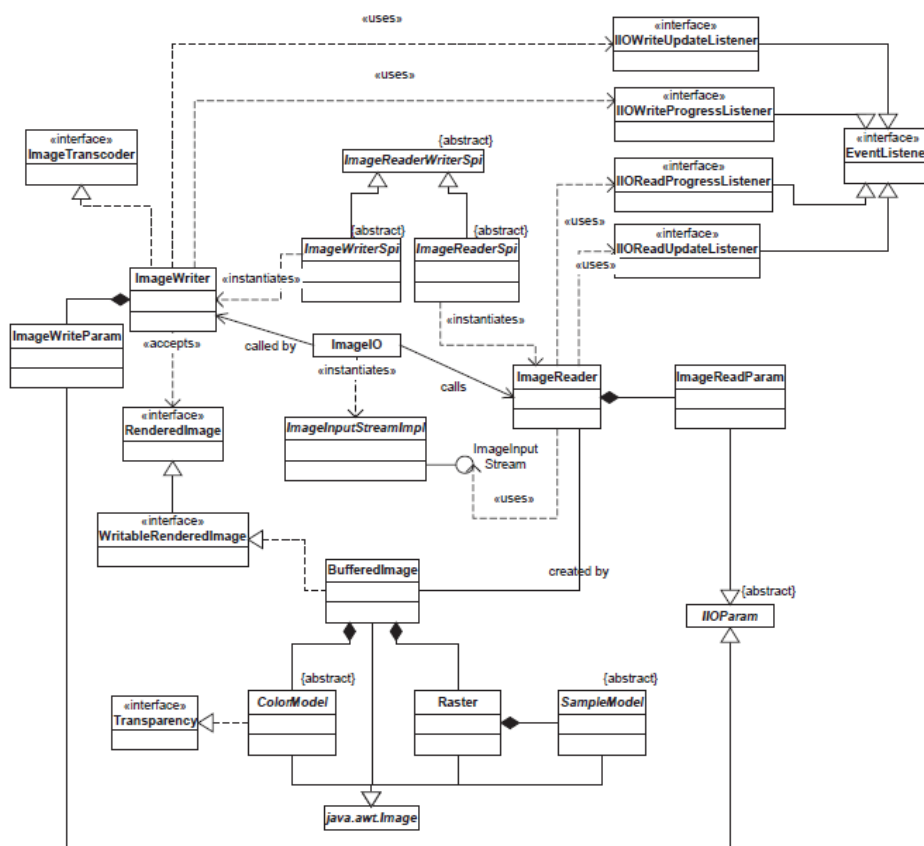 «uses»
«interface»
IIOWriteUpdateListener
«uses»
«interface»
IIOWriteProgressListener
«interface»
ImageTranscoder
{abstract}
ImageReaderWriterSpi
«interface»
EventListene
«interface»
IIOReadProgressListener
«uses»
{abstract}
ImageWriterSpi
{abstract}
ImageReaderSpi
«interface»
IIOReadUpdateListener
«uses»
ImageWriter
«instantiates»
ImageWriteParam
«accepts»
called by
ImageIO
«instantiates»
«instantiates»
calls
ImageReader
ImageReadParam
«interface»
RenderedImage
ImageInputStreamImpl
ImageInput
Stream
«uses»
«interface»
WritableRenderedImage
BufferedImage
created by
{abstract}
IIOParam
«interface»
Transparency
{abstract}
ColorModel
Raster
{abstract}
SampleModel
java.awt.Image